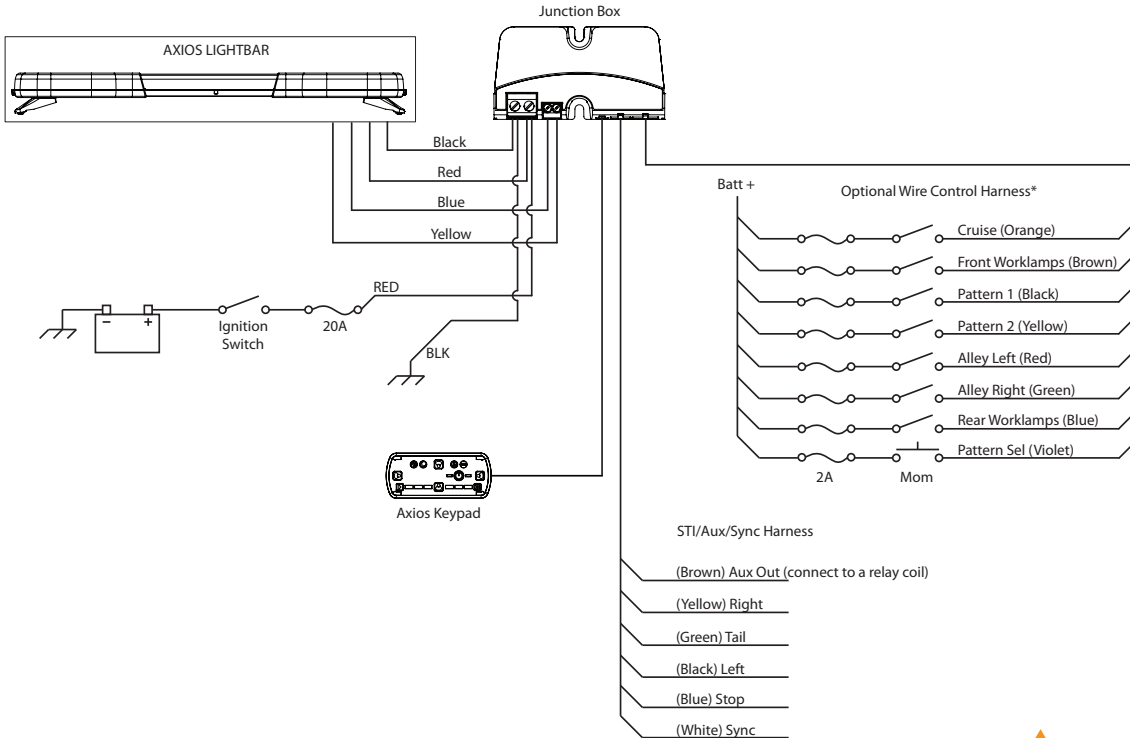 Junction Box
AXIOS LIGHTBAR
Black
Red
Blue
Yellow
Batt +
Optional Wire Control Harness*
Cruise (Orange)
Front Worklamps (Brown)
Pattern 1 (Black)
Pattern 2 (Yellow)
Alley Left (Red)
Alley Right (Green)
Rear Worklamps (Blue)
Pattern Sel (Violet)
2A
Mom
RED
– +
Ignition
Switch
20A
BLK
Axios Keypad
STI/Aux/Sync Harness
(Brown) Aux Out (connect to a relay coil)
(Yellow) Right
(Green) Tail
(Black) Left
(Blue) Stop
(White) Sync